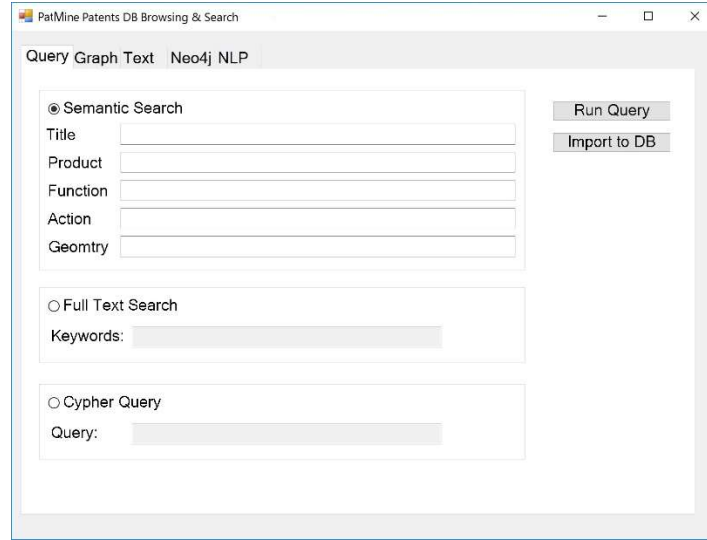 PatMine Patents DB Browsing & Search
Query Graph Text Neo4j NLP
Semantic Search
Title
Product
Function
Action
Geomtry
Run Query
Import to DB
Full Text Search
Keywords:
Cypher Query
Query: